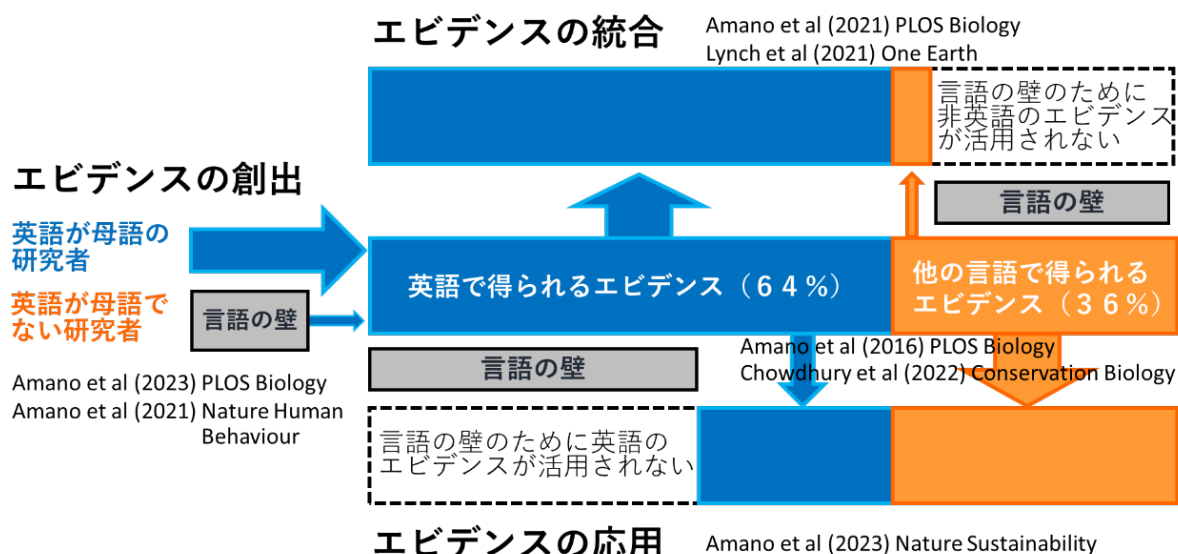 エビデンスの統合
Amano et al (2021) PLOS Biology
Lynch et al (2021) One Earth
言語の壁のために
非英語のエビデンス
が活用されない
エビデンスの創出
言語の壁
英語が母語の
研究者
英語で得られるエビデンス（６４%）
他の言語で得られる
エビデンス（３６%）
英語が母語で
ない研究者
言語の壁
Amano et al (2016) PLOS Biology
Chowdhury et al (2022) Conservation Biology
言語の壁
Amano et al (2023) PLOS Biology
Amano et al (2021) Nature Human
Behaviour
言語の壁のために英語の
エビデンスが活用されない
エビデンスの応用
Amano et al (2023) Nature Sustainability